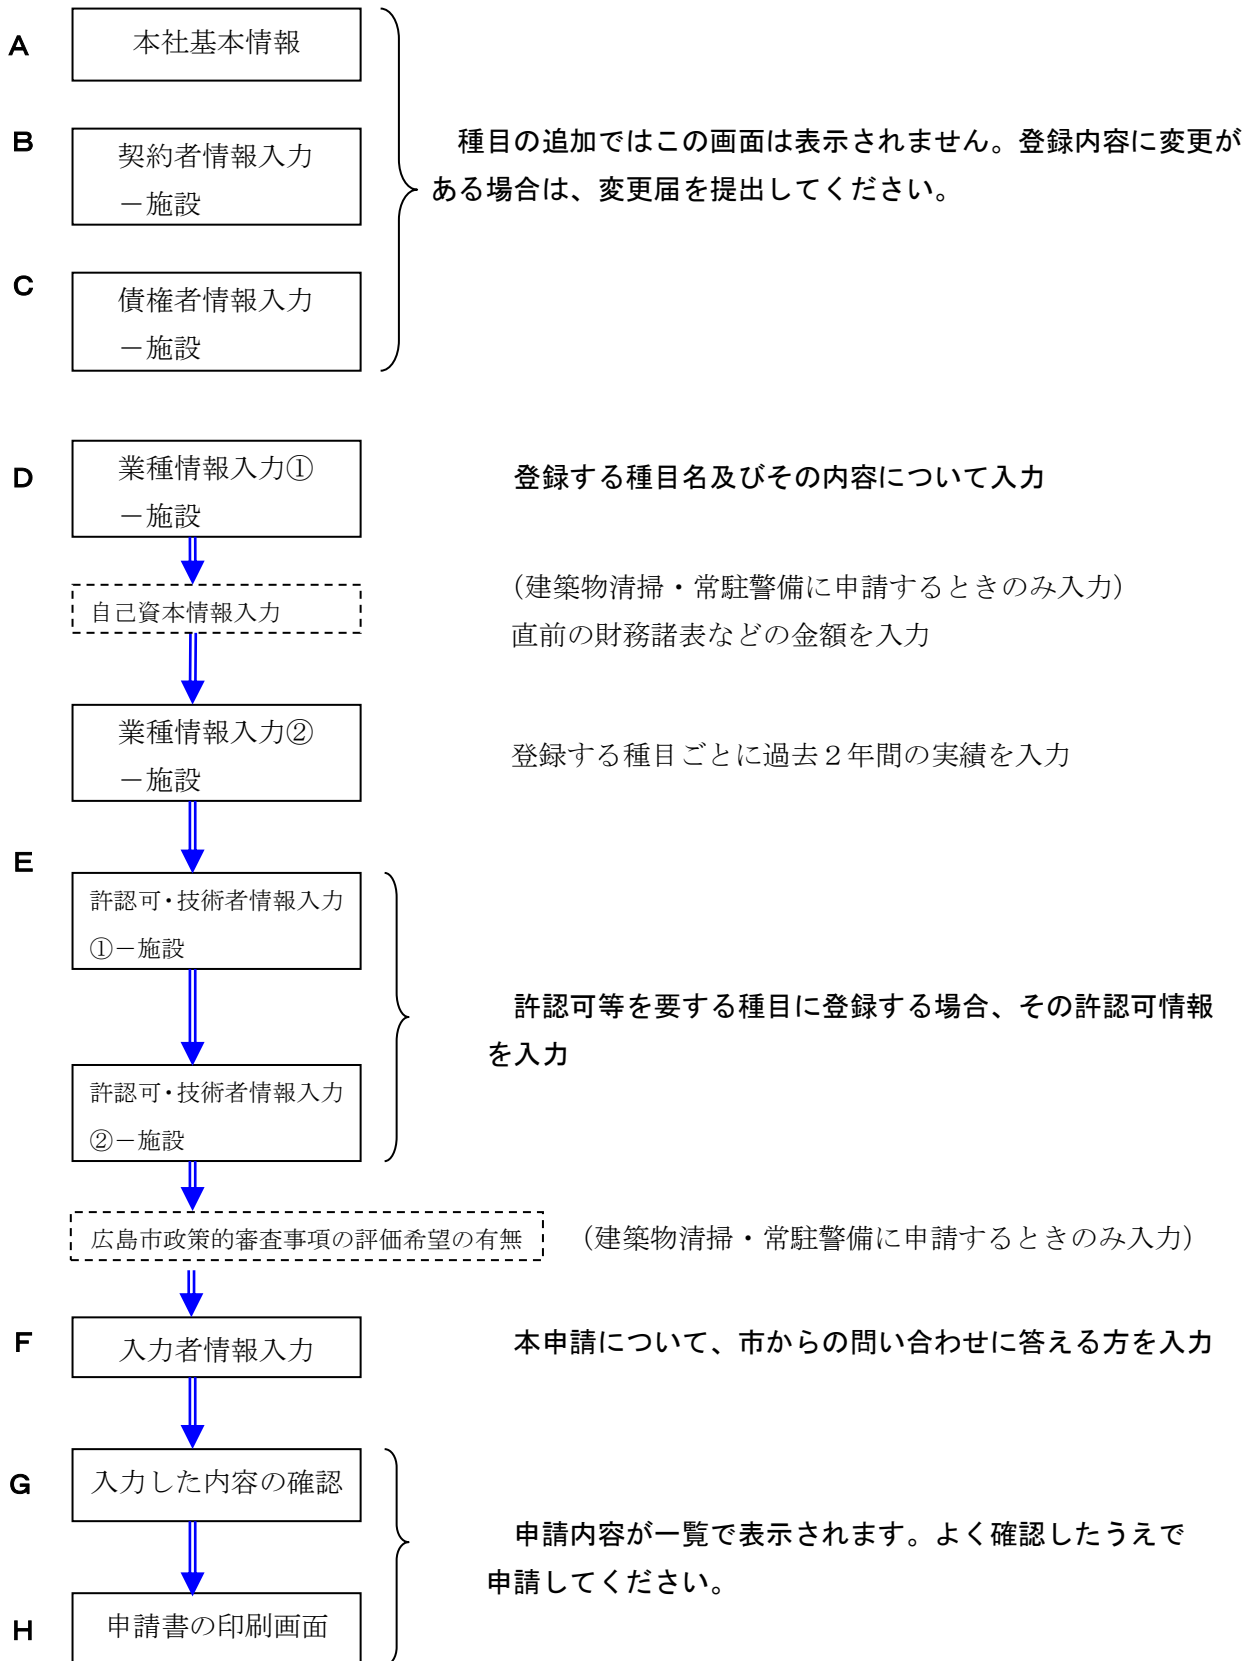 A
本社基本情報
B
契約者情報入力
－施設
種目の追加ではこの画面は表示されません。登録内容に変更が
ある場合は、変更届を提出してください。
C
債権者情報入力
－施設
D
業種情報入力①
－施設
登録する種目名及びその内容について入力
自己資本情報入力
（建築物清掃・常駐警備に申請するときのみ入力）
直前の財務諸表などの金額を入力
業種情報入力②
－施設
登録する種目ごとに過去２年間の実績を入力
E
許認可・技術者情報入力
①－施設
許認可等を要する種目に登録する場合、その許認可情報
を入力
許認可・技術者情報入力
②－施設
広島市政策的審査事項の評価希望の有無
（建築物清掃・常駐警備に申請するときのみ入力）
F
入力者情報入力
本申請について、市からの問い合わせに答える方を入力
G
入力した内容の確認
申請内容が一覧で表示されます。よく確認したうえで
申請してください。
H
申請書の印刷画面